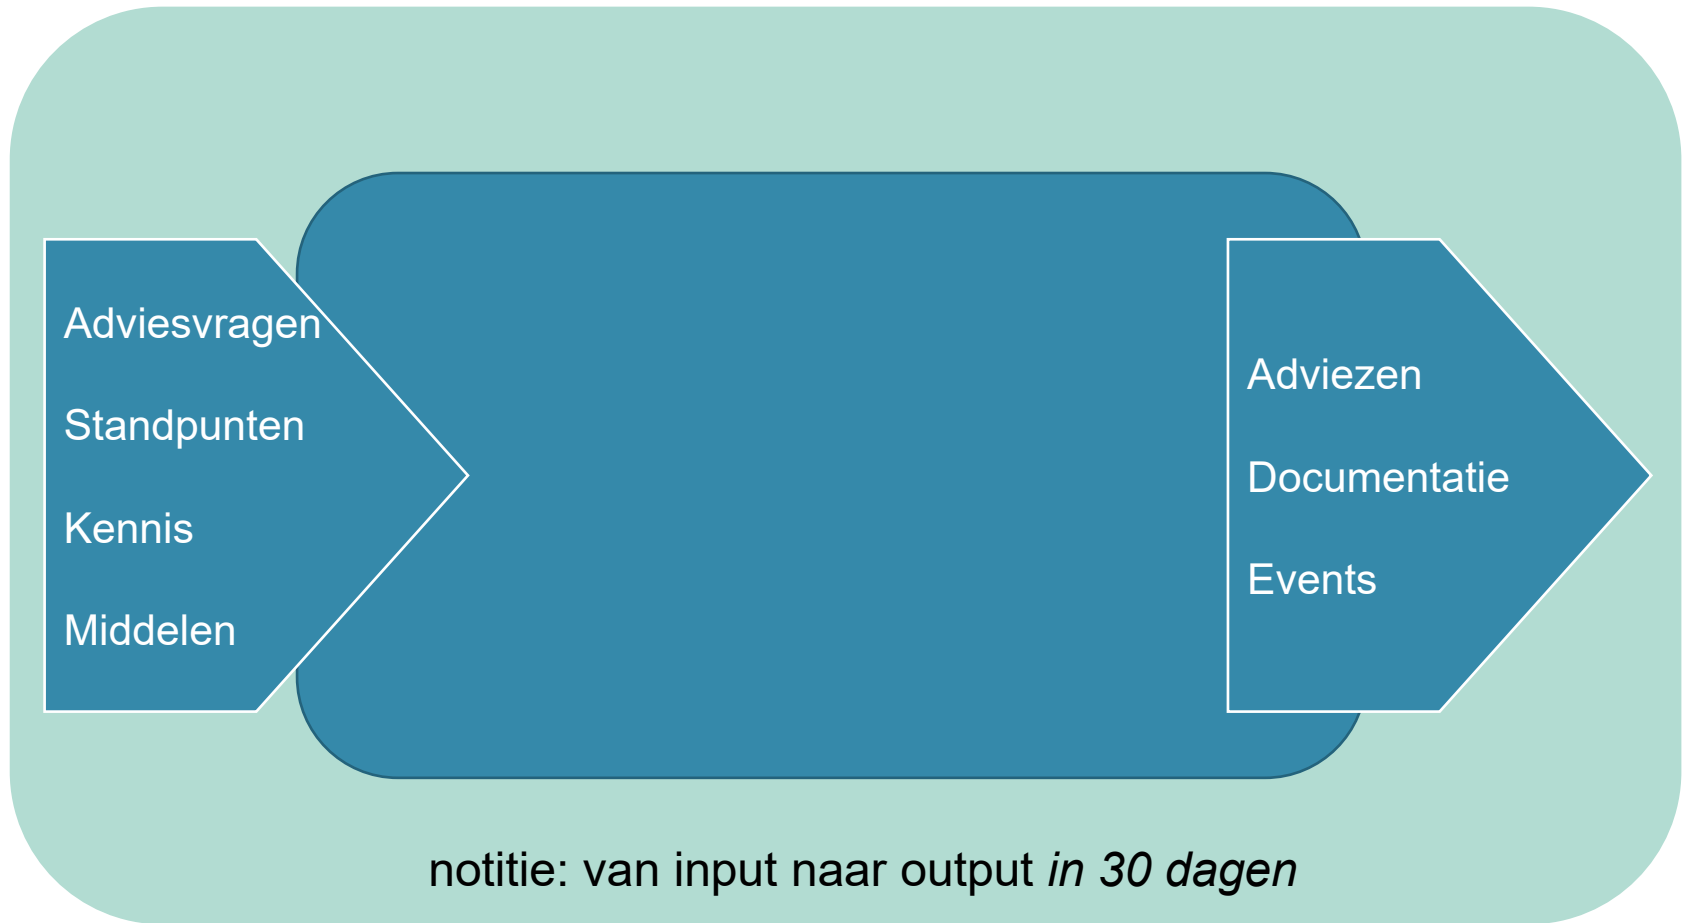 Adviesvragen
Standpunten
Kennis
Middelen
Adviezen
Documentatie
Events
notitie: van input naar output in 30 dagen